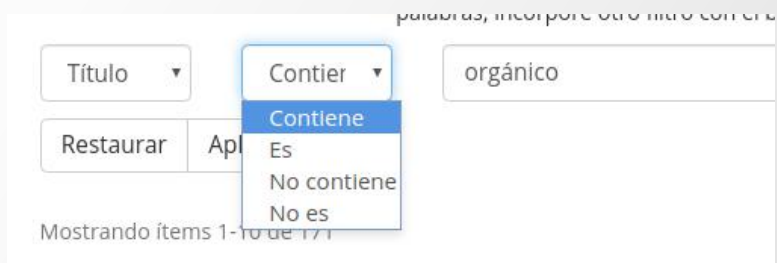 palabras, incorpore otro filtro con el b
Título Contier orgánico
Contiene
Restaurar Apl
Es
No contiene
No es
Mostrando ítems 1-10 de 171